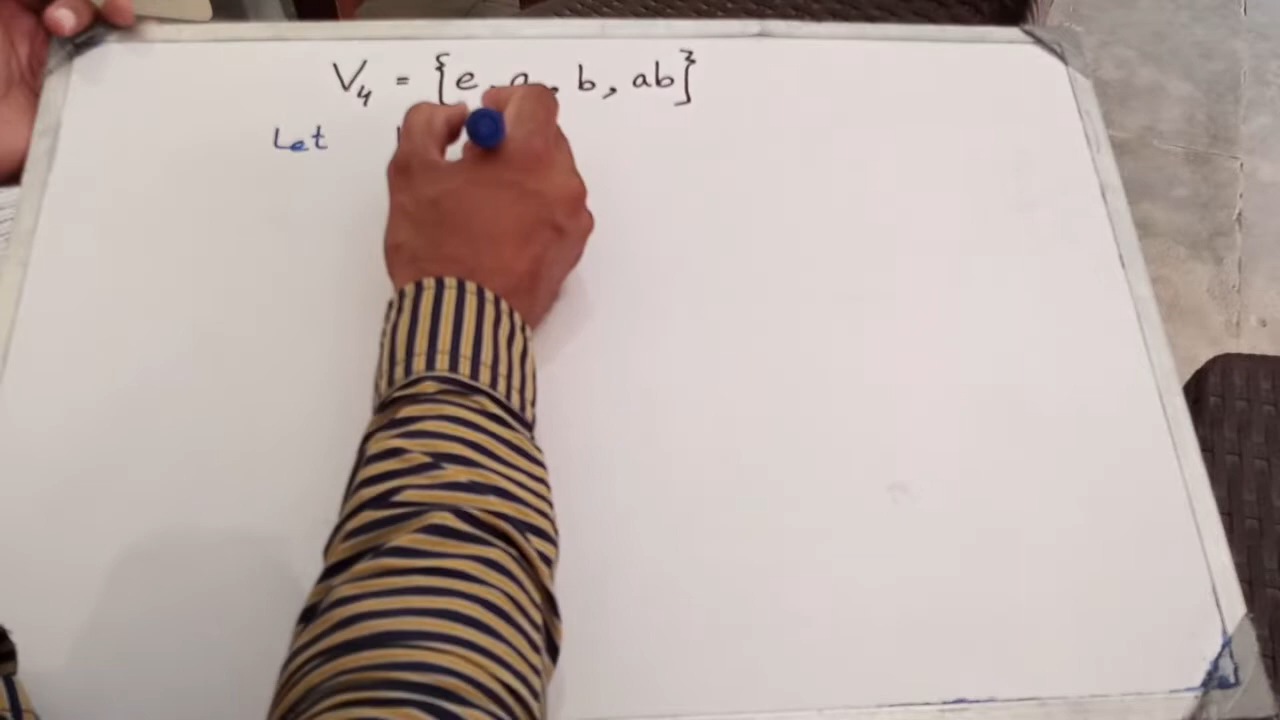 V₄ = {e, a, b, ab}
Let